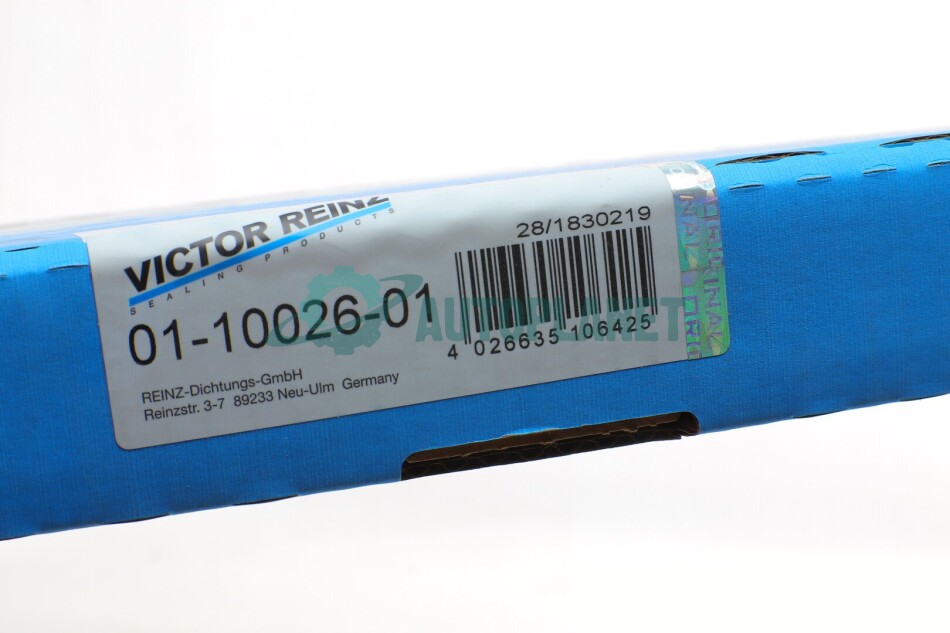 VICTOR REINZ
SEALING PRODUCTS
28/1830219
01-10026-01
4 026635 106425
AUTOPLANET
REINZ-Dichtungs-GmbH
Reinzstr. 3-7 89233 Neu-Ulm Germany